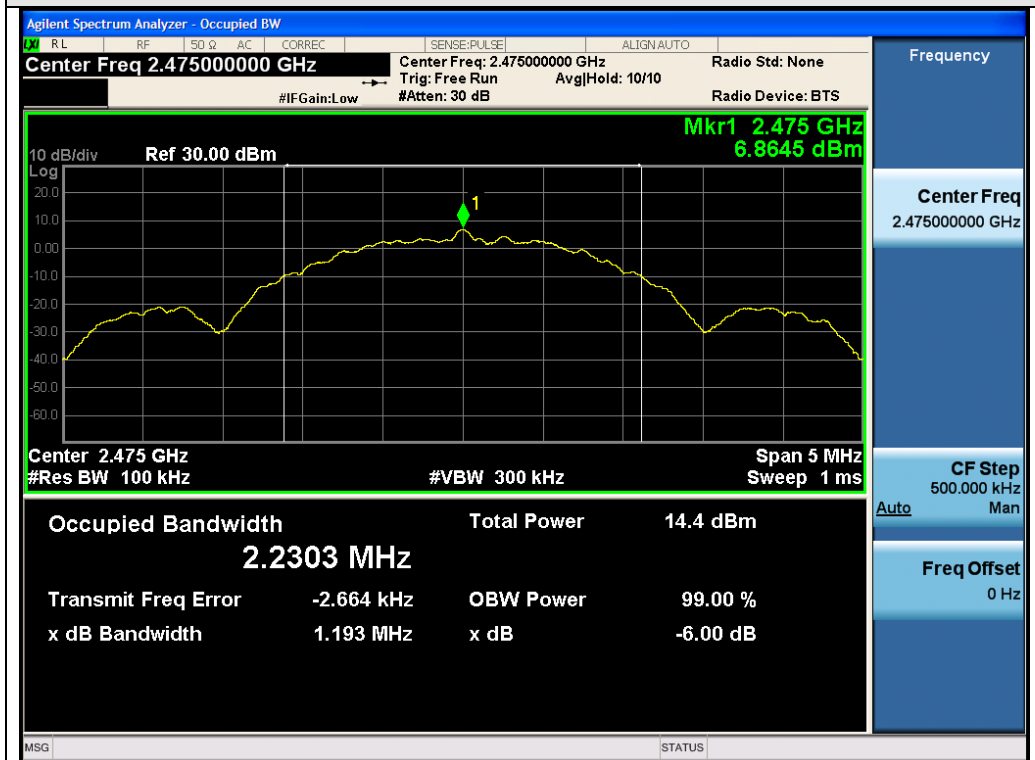 Agilent Spectrum Analyzer - Occupied BW
LXI RL RF 50 Ω AC CORREC SENSE:PULSE ALIGN AUTO
Center Freq 2.475000000 GHz
Center Freq: 2.475000000 GHz Radio Std: None
Trig: Free Run Avg|Hold: 10/10
#IFGain:Low #Atten: 30 dB Radio Device: BTS
Mkr1 2.475 GHz
6.8645 dBm
10 dB/div Ref 30.00 dBm
Log
20.0
10.0
0.00
-10.0
-20.0
-30.0
-40.0
-50.0
-60.0
1
Center 2.475 GHz Span 5 MHz
#Res BW 100 kHz #VBW 300 kHz Sweep 1 ms
Occupied Bandwidth Total Power 14.4 dBm
2.2303 MHz
Transmit Freq Error -2.664 kHz OBW Power 99.00 %
x dB Bandwidth 1.193 MHz x dB -6.00 dB
MSG STATUS
Frequency
Center Freq
2.475000000 GHz
CF Step
500.000 kHz
Auto Man
Freq Offset
0 Hz